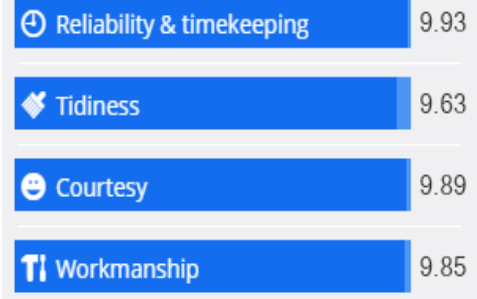 Reliability & timekeeping 9.93
Tidiness 9.63
Courtesy 9.89
Workmanship 9.85